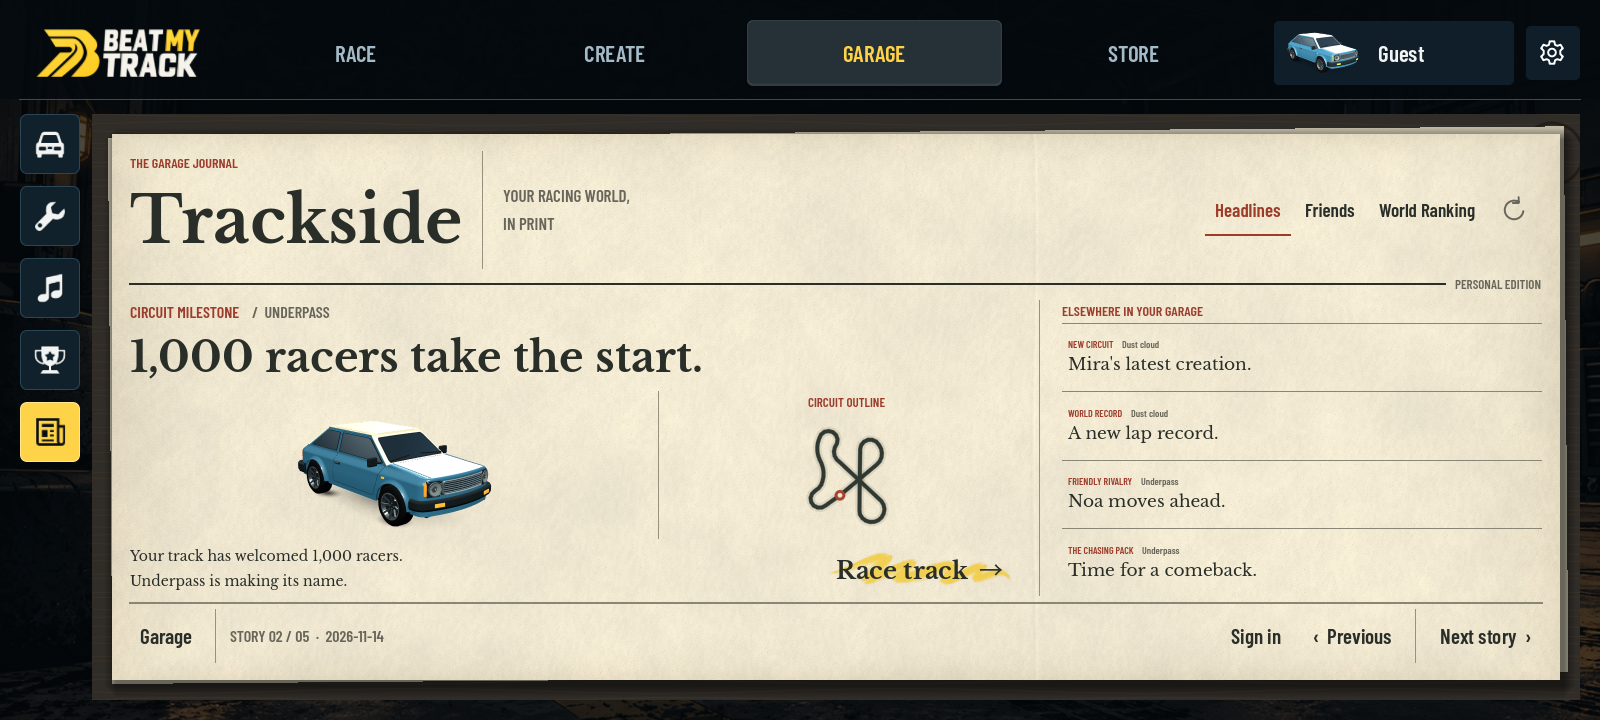 BEATMY
TRACK
RACE
CREATE
GARAGE
STORE
Guest
THE GARAGE JOURNAL
Trackside
YOUR RACING WORLD,
IN PRINT
Headlines
Friends
World Ranking
PERSONAL EDITION
CIRCUIT MILESTONE / UNDERPASS
1,000 racers take the start.
CIRCUIT OUTLINE
Your track has welcomed 1,000 racers.
Underpass is making its name.
Race track →
ELSEWHERE IN YOUR GARAGE
NEW CIRCUIT Dust cloud
Mira's latest creation.
WORLD RECORD Dust cloud
A new lap record.
FRIENDLY RIVALRY Underpass
Noa moves ahead.
THE CHASING PACK Underpass
Time for a comeback.
Garage
STORY 02 / 05 · 2026-11-14
Sign in
‹ Previous
Next story ›